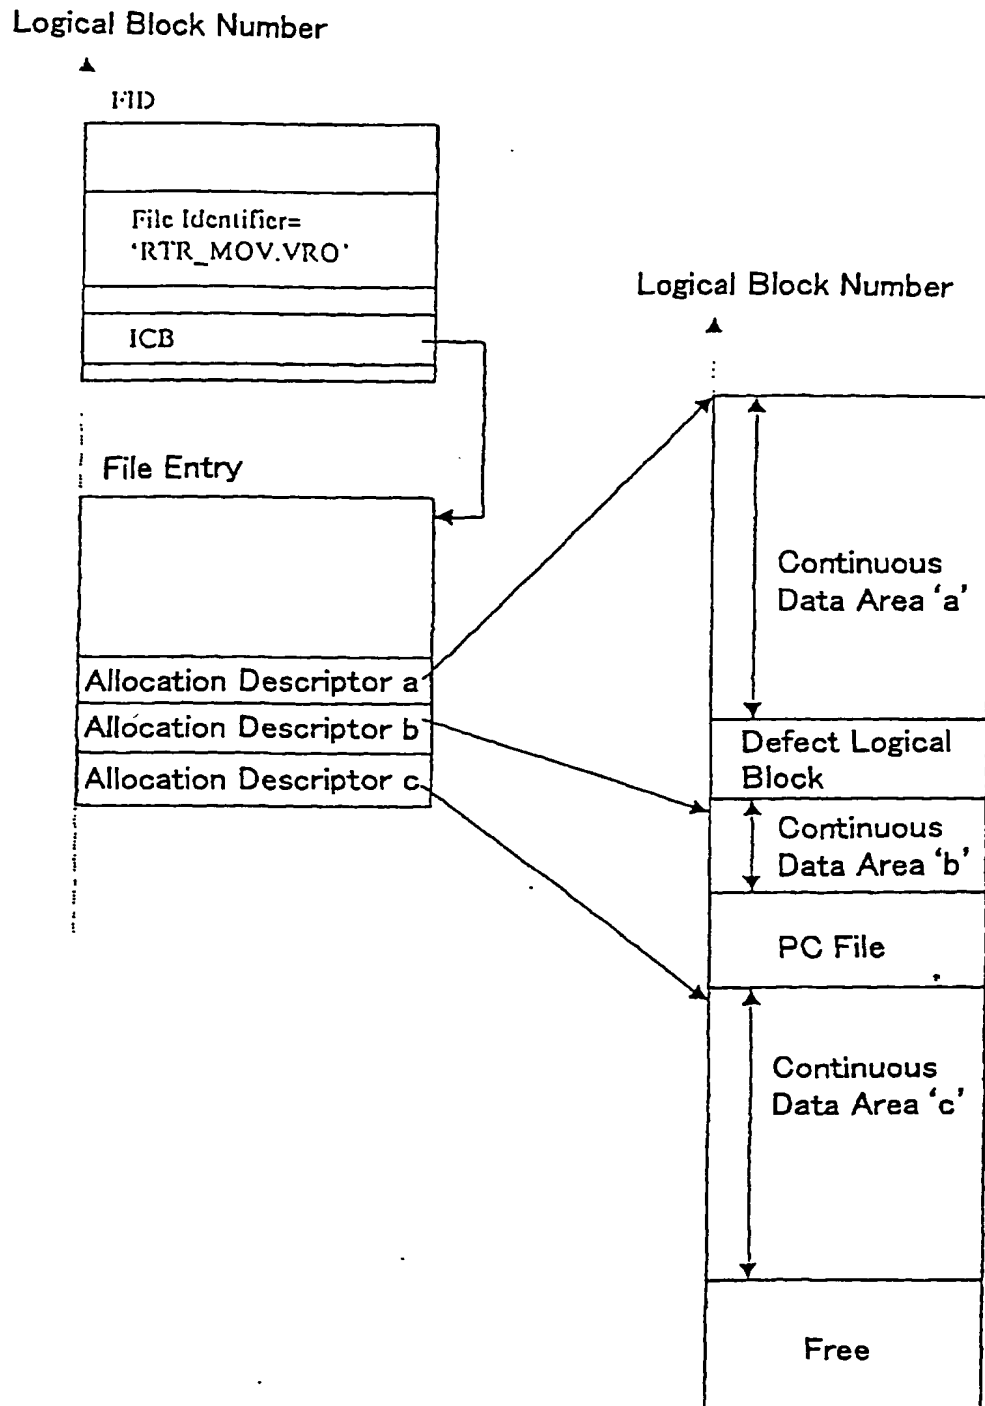 Logical Block Number
FID
File Identifier=
‘RTR_MOV.VRO’
ICB
File Entry
Allocation Descriptor a
Allocation Descriptor b
Allocation Descriptor c
Logical Block Number
Continuous
Data Area ‘a’
Defect Logical
Block
Continuous
Data Area ‘b’
PC File
Continuous
Data Area ‘c’
Free